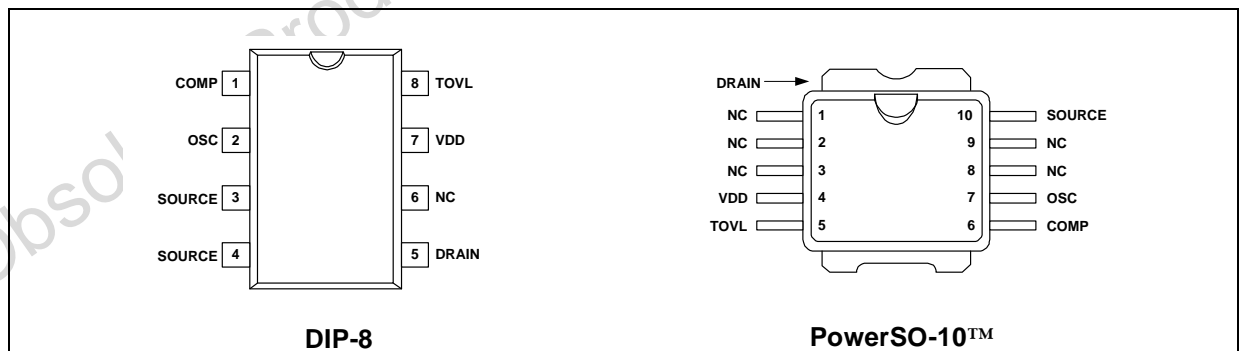 COMP 1 8 TOVL
OSC 2 7 VDD
SOURCE 3 6 NC
SOURCE 4 5 DRAIN
DIP-8
DRAIN
NC 1 10 SOURCE
NC 2 9 NC
NC 3 8 NC
VDD 4 7 OSC
TOVL 5 6 COMP
PowerSO-10™